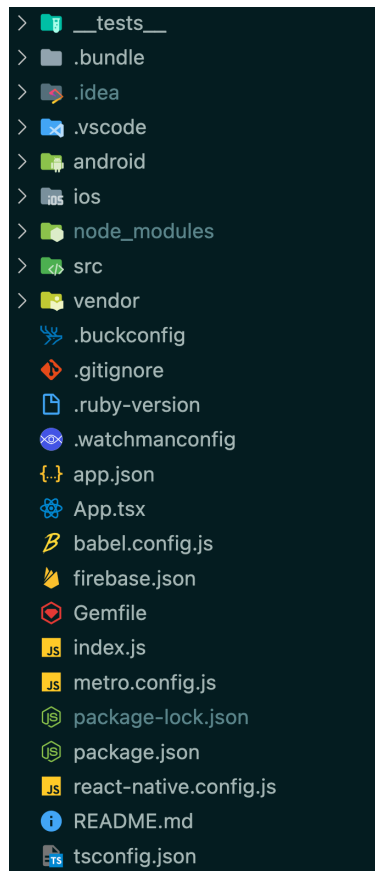 __tests__
.bundle
.idea
.vscode
android
ios
node_modules
src
vendor
.buckconfig
.gitignore
.ruby-version
.watchmanconfig
app.json
App.tsx
babel.config.js
firebase.json
Gemfile
index.js
metro.config.js
package-lock.json
package.json
react-native.config.js
README.md
tsconfig.json